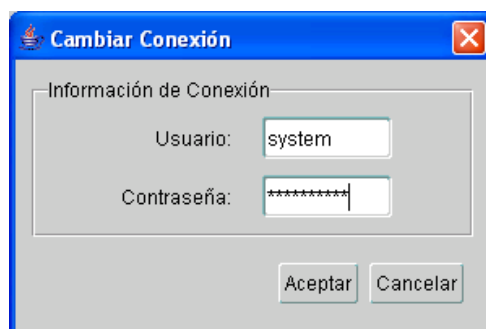 Cambiar Conexión
Información de Conexión
Usuario: system
Contraseña: **********
Aceptar Cancelar